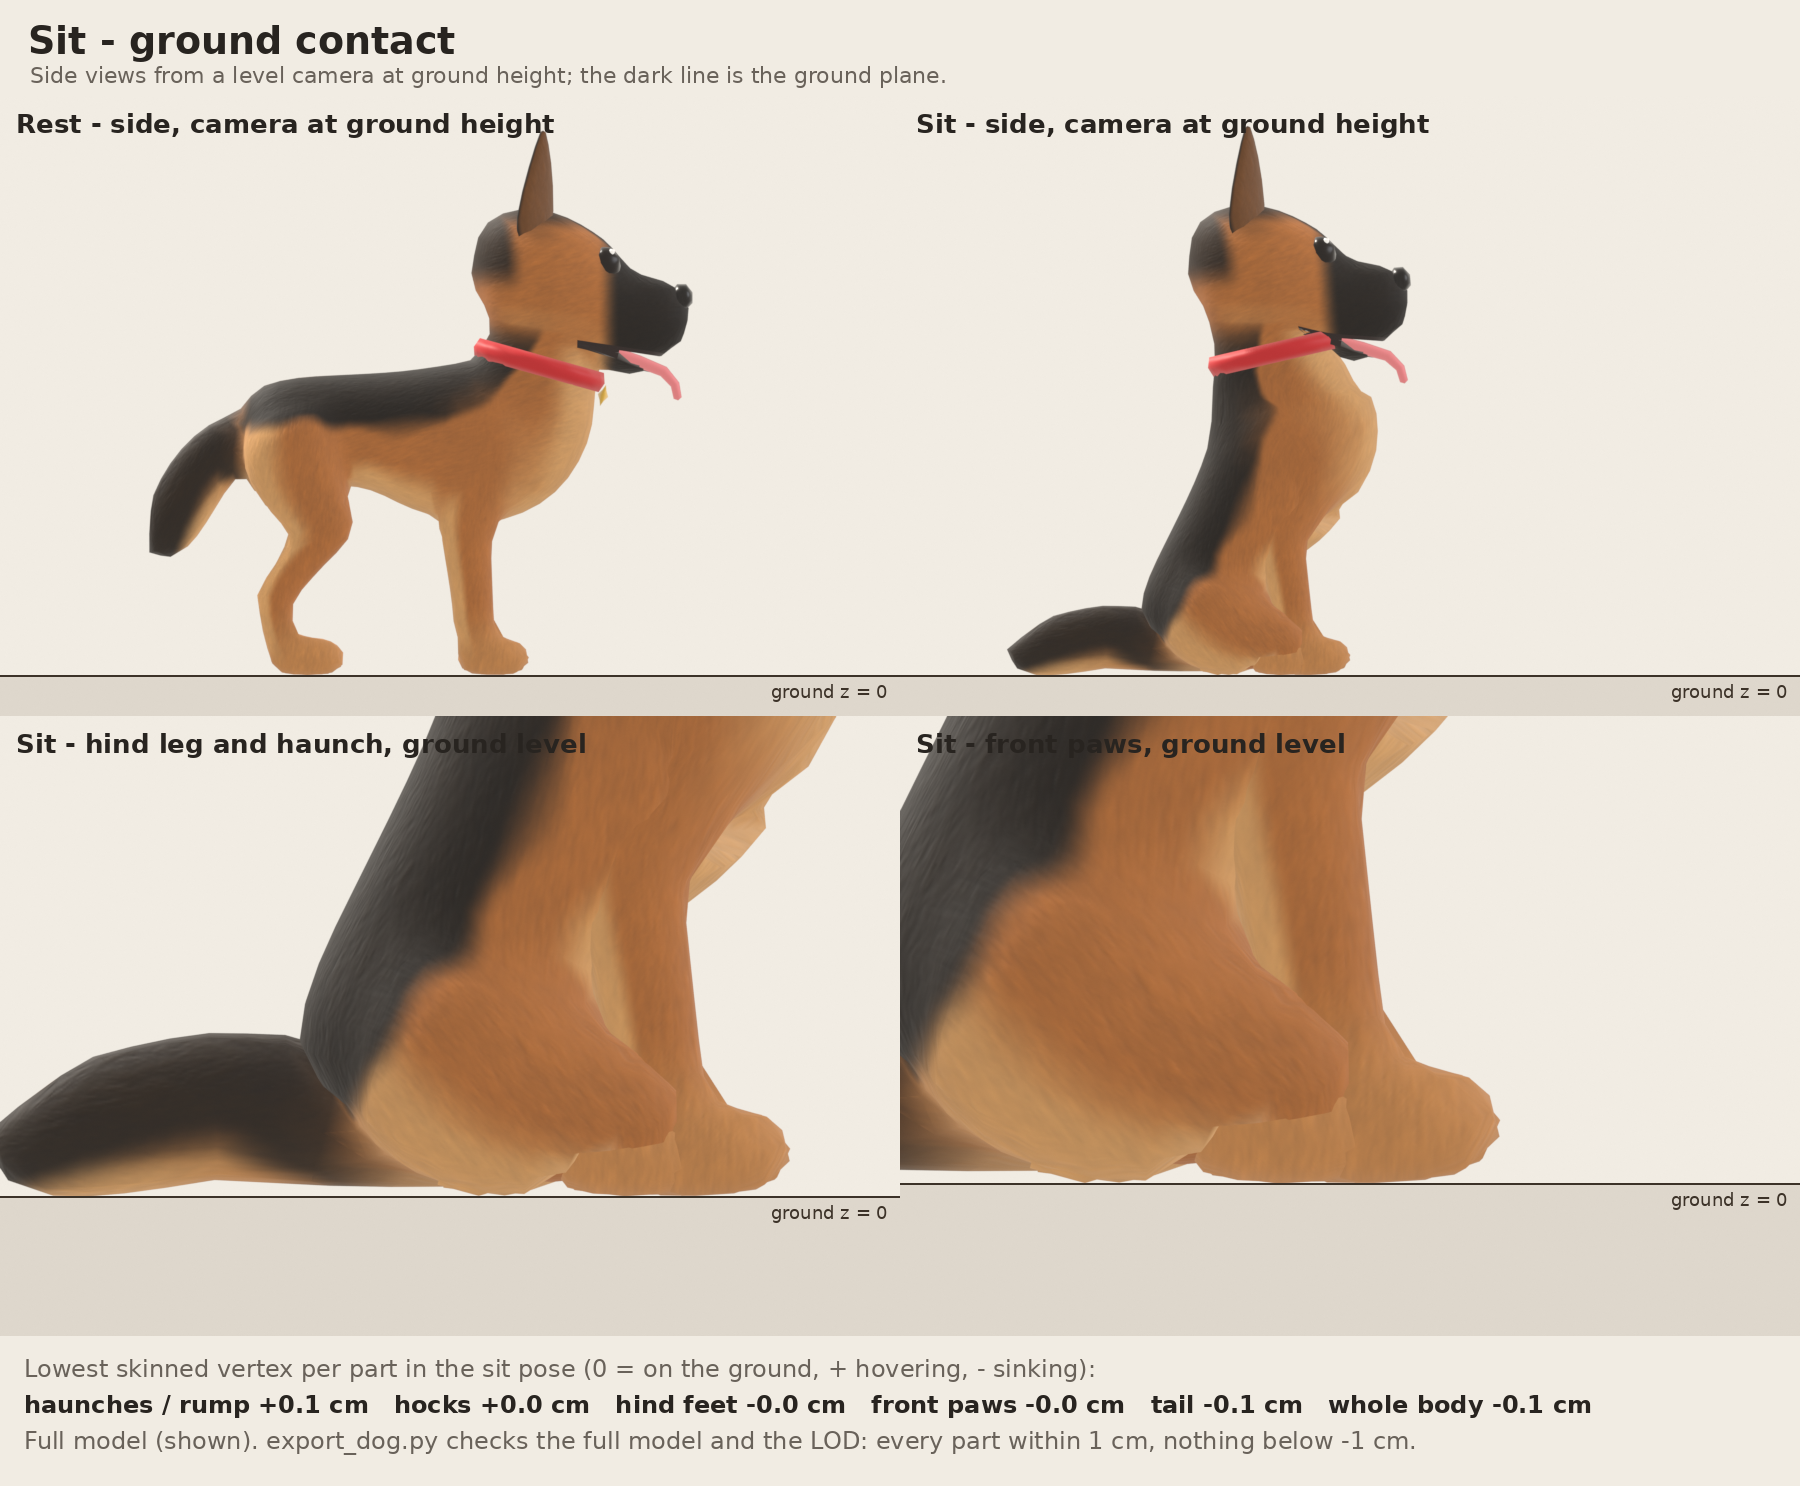 Sit - ground contact
Side views from a level camera at ground height; the dark line is the ground plane.
Rest - side, camera at ground height
Sit - side, camera at ground height
ground z = 0
ground z = 0
Sit - hind leg and haunch, ground level
Sit - front paws, ground level
ground z = 0
ground z = 0
Lowest skinned vertex per part in the sit pose (0 = on the ground, + hovering, - sinking):
haunches / rump +0.1 cm   hocks +0.0 cm   hind feet -0.0 cm   front paws -0.0 cm   tail -0.1 cm   whole body -0.1 cm
Full model (shown). export_dog.py checks the full model and the LOD: every part within 1 cm, nothing below -1 cm.